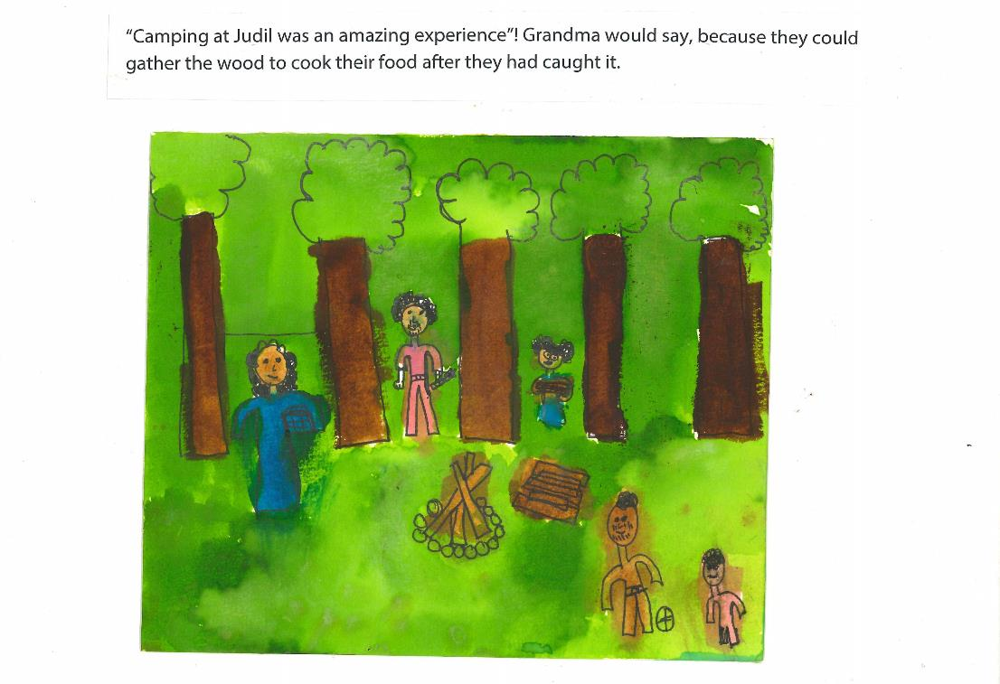 “Camping at Judil was an amazing experience”! Grandma would say, because they could
gather the wood to cook their food after they had caught it.